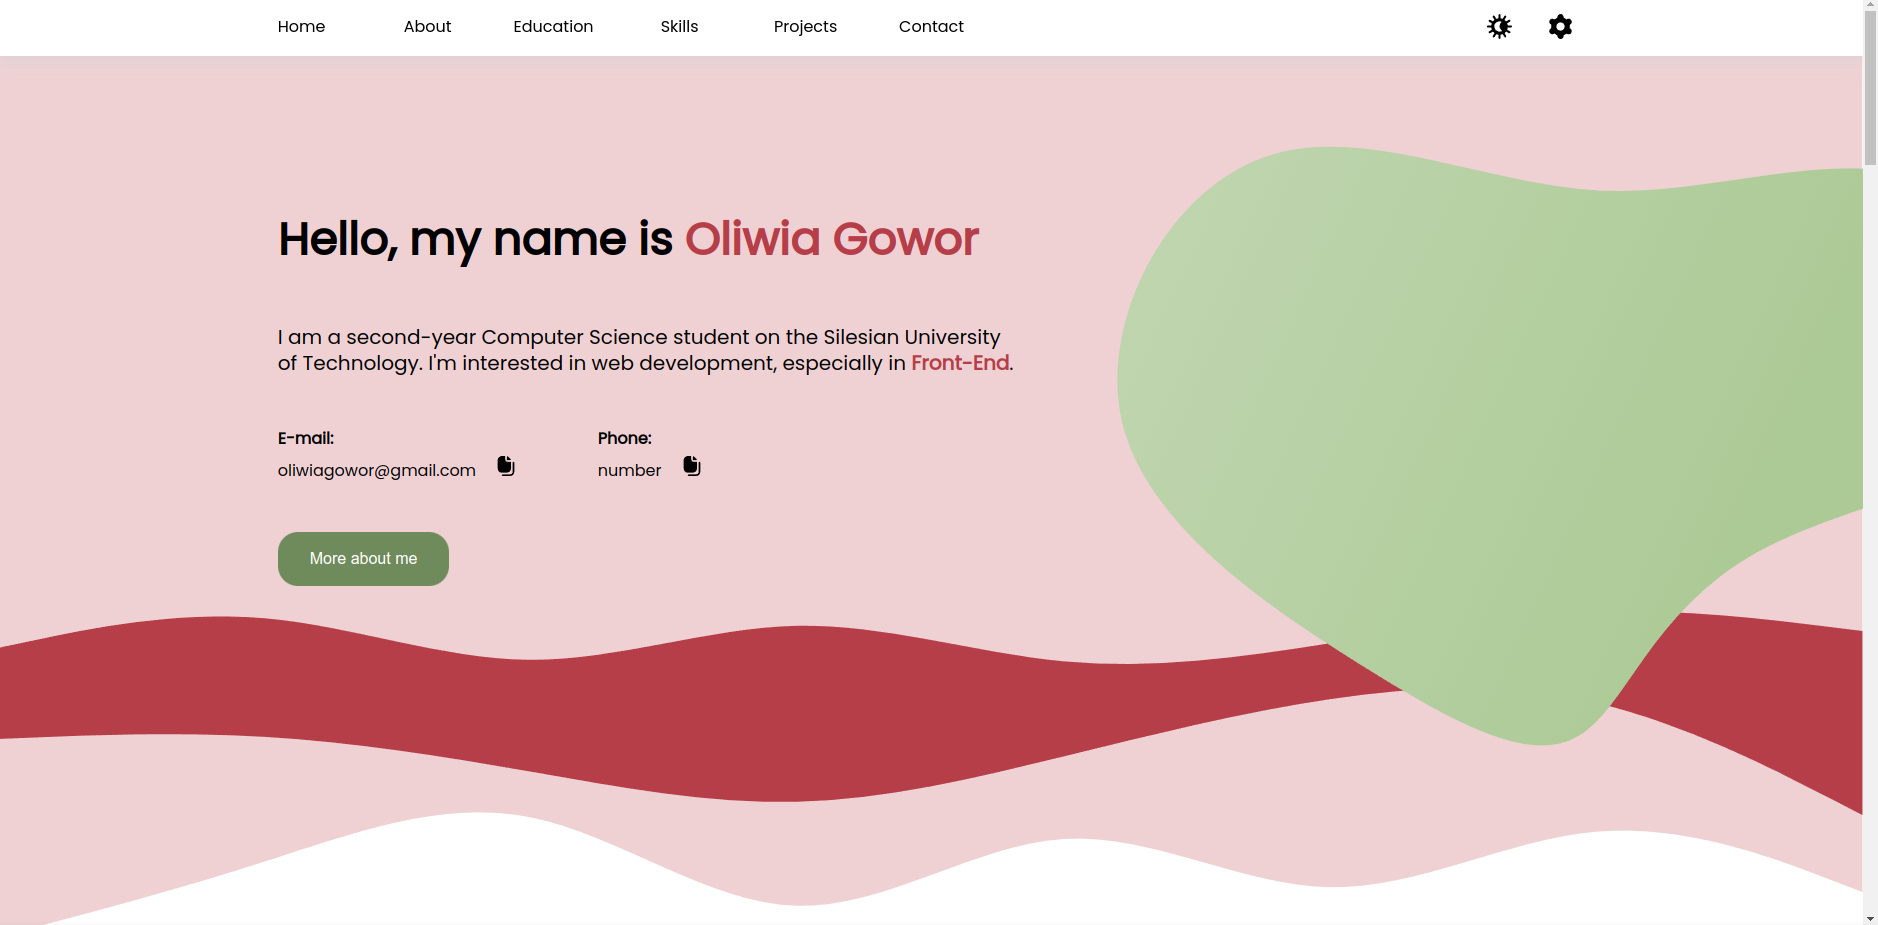 Home About Education Skills Projects Contact
Hello, my name is Oliwia Gowor
I am a second-year Computer Science student on the Silesian University
of Technology. I'm interested in web development, especially in Front-End.
E-mail: Phone:
oliwiagowor@gmail.com number
More about me